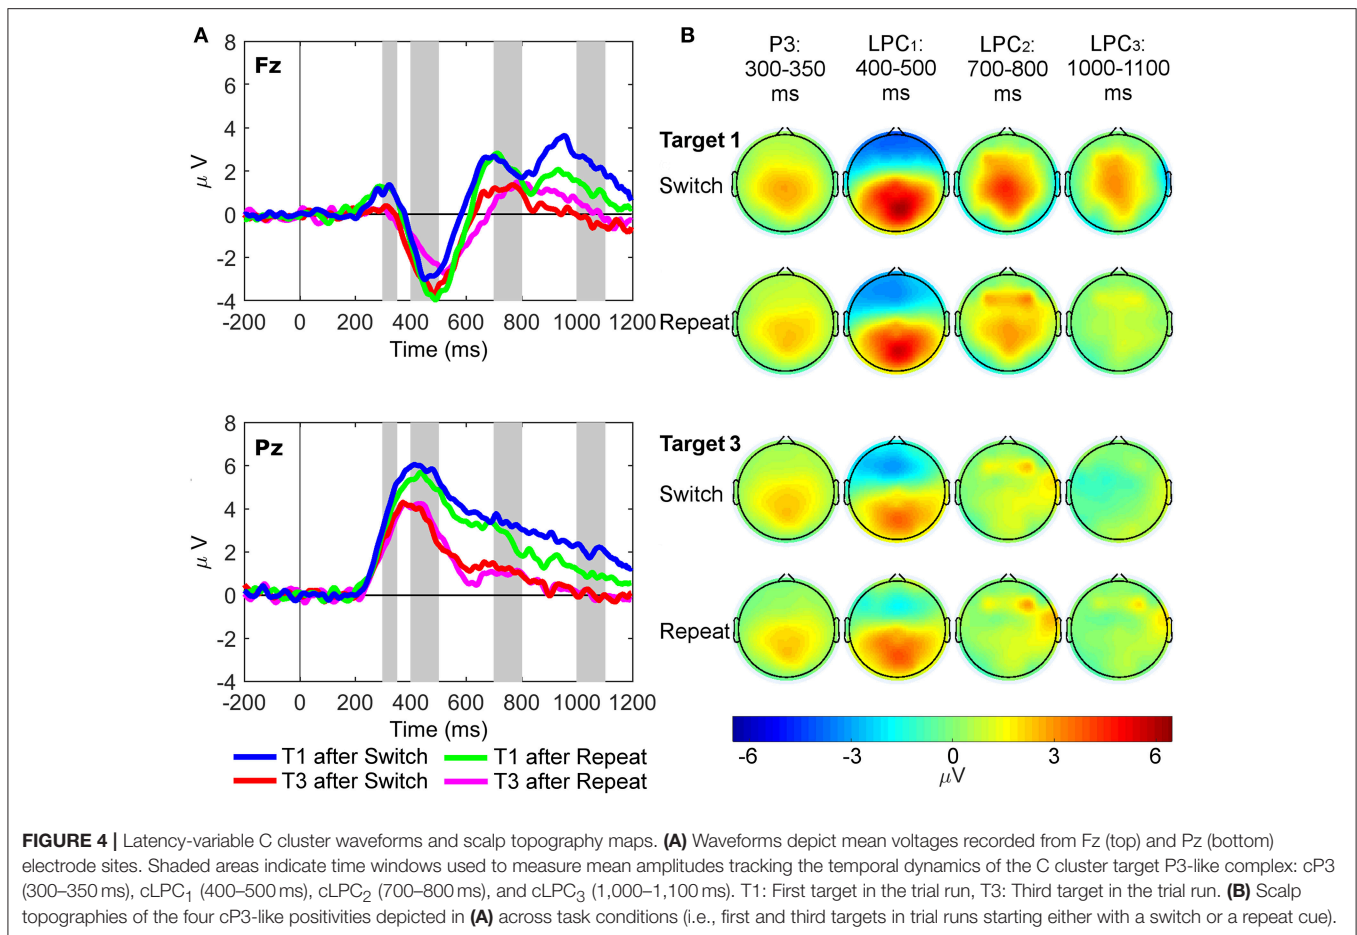 A
8
6
4
2
0
-2
-4
μ V
Fz
-200 0 200 400 600 800 1000 1200
Time (ms)
8
6
4
2
0
-2
-4
μ V
Pz
-200 0 200 400 600 800 1000 1200
Time (ms)
T1 after Switch T1 after Repeat
T3 after Switch T3 after Repeat
B
P3: LPC1: LPC2: LPC3:
300-350 400-500 700-800 1000-1100
ms ms ms ms
Target 1
Switch
Repeat
Target 3
Switch
Repeat
-6 -3 0 3 6
μV
FIGURE 4 | Latency-variable C cluster waveforms and scalp topography maps. (A) Waveforms depict mean voltages recorded from Fz (top) and Pz (bottom)
electrode sites. Shaded areas indicate time windows used to measure mean amplitudes tracking the temporal dynamics of the C cluster target P3-like complex: cP3
(300–350 ms), cLPC1 (400–500 ms), cLPC2 (700–800 ms), and cLPC3 (1,000–1,100 ms). T1: First target in the trial run, T3: Third target in the trial run. (B) Scalp
topographies of the four cP3-like positivities depicted in (A) across task conditions (i.e., first and third targets in trial runs starting either with a switch or a repeat cue).